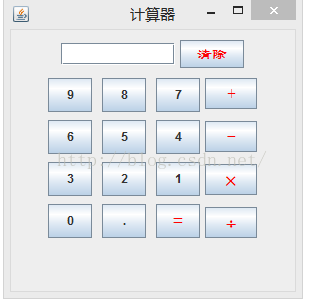 计算器
清除
9 8 7 +
6 5 4 −
3 2 1 ×
http://blog.csdn.net/
0 . = ÷